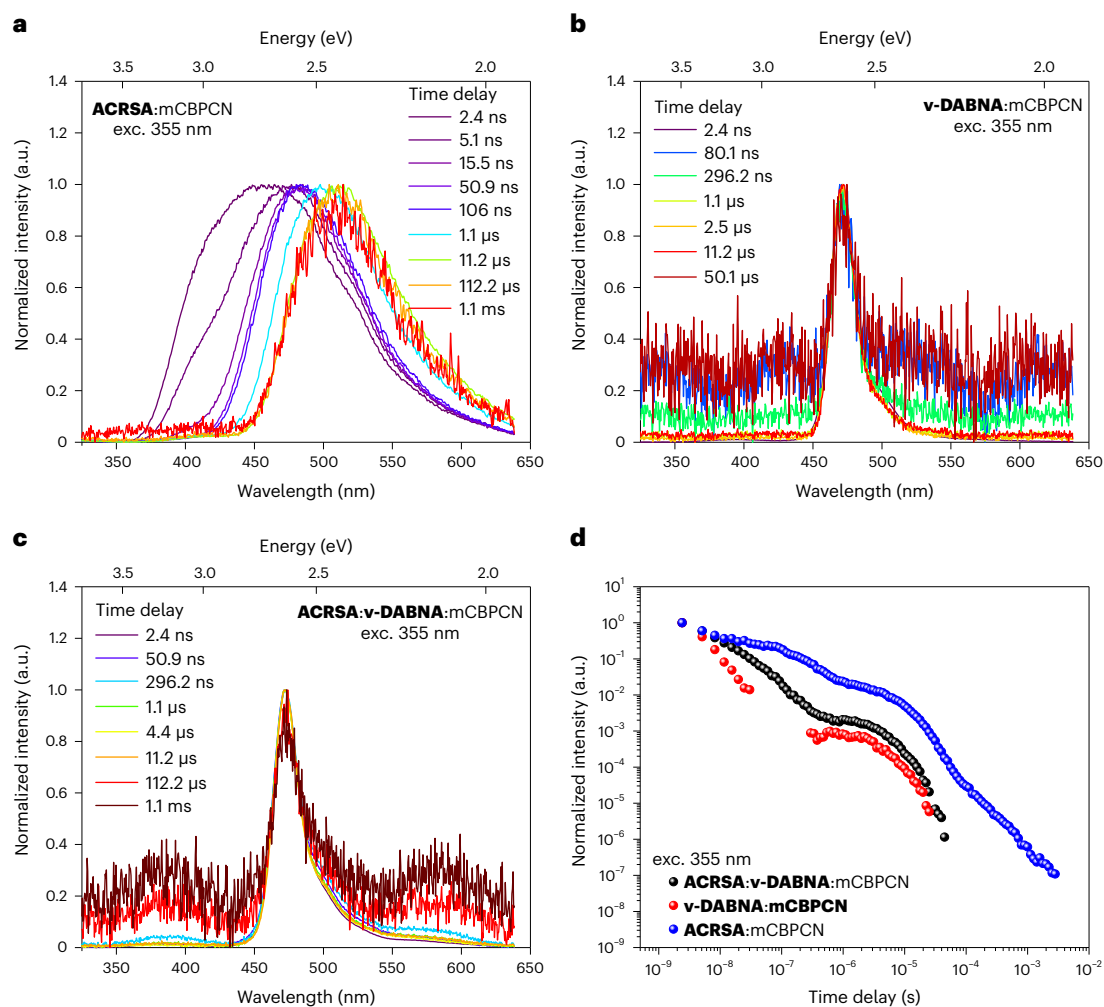 a
Energy (eV)
3.5 3.0 2.5 2.0
1.4
1.2
1.0
0.8
0.6
0.4
0.2
0
Normalized intensity (a.u.)
ACRSA:mCBPCN
exc. 355 nm
Time delay
2.4 ns
5.1 ns
15.5 ns
50.9 ns
106 ns
1.1 µs
11.2 µs
112.2 µs
1.1 ms
350 400 450 500 550 600 650
Wavelength (nm)
b
Energy (eV)
3.5 3.0 2.5 2.0
1.4
1.2
1.0
0.8
0.6
0.4
0.2
0
Normalized intensity (a.u.)
Time delay
2.4 ns
80.1 ns
296.2 ns
1.1 µs
2.5 µs
11.2 µs
50.1 µs
v-DABNA:mCBPCN
exc. 355 nm
350 400 450 500 550 600 650
Wavelength (nm)
c
Energy (eV)
3.5 3.0 2.5 2.0
1.4
1.2
1.0
0.8
0.6
0.4
0.2
0
Normalized intensity (a.u.)
Time delay
2.4 ns
50.9 ns
296.2 ns
1.1 µs
4.4 µs
11.2 µs
112.2 µs
1.1 ms
ACRSA:v-DABNA:mCBPCN
exc. 355 nm
350 400 450 500 550 600 650
Wavelength (nm)
d
10¹
10⁰
10⁻¹
10⁻²
10⁻³
10⁻⁴
10⁻⁵
10⁻⁶
10⁻⁷
10⁻⁸
10⁻⁹
Normalized intensity (a.u.)
exc. 355 nm
ACRSA:v-DABNA:mCBPCN
v-DABNA:mCBPCN
ACRSA:mCBPCN
10⁻⁹ 10⁻⁸ 10⁻⁷ 10⁻⁶ 10⁻⁵ 10⁻⁴ 10⁻³ 10⁻²
Time delay (s)